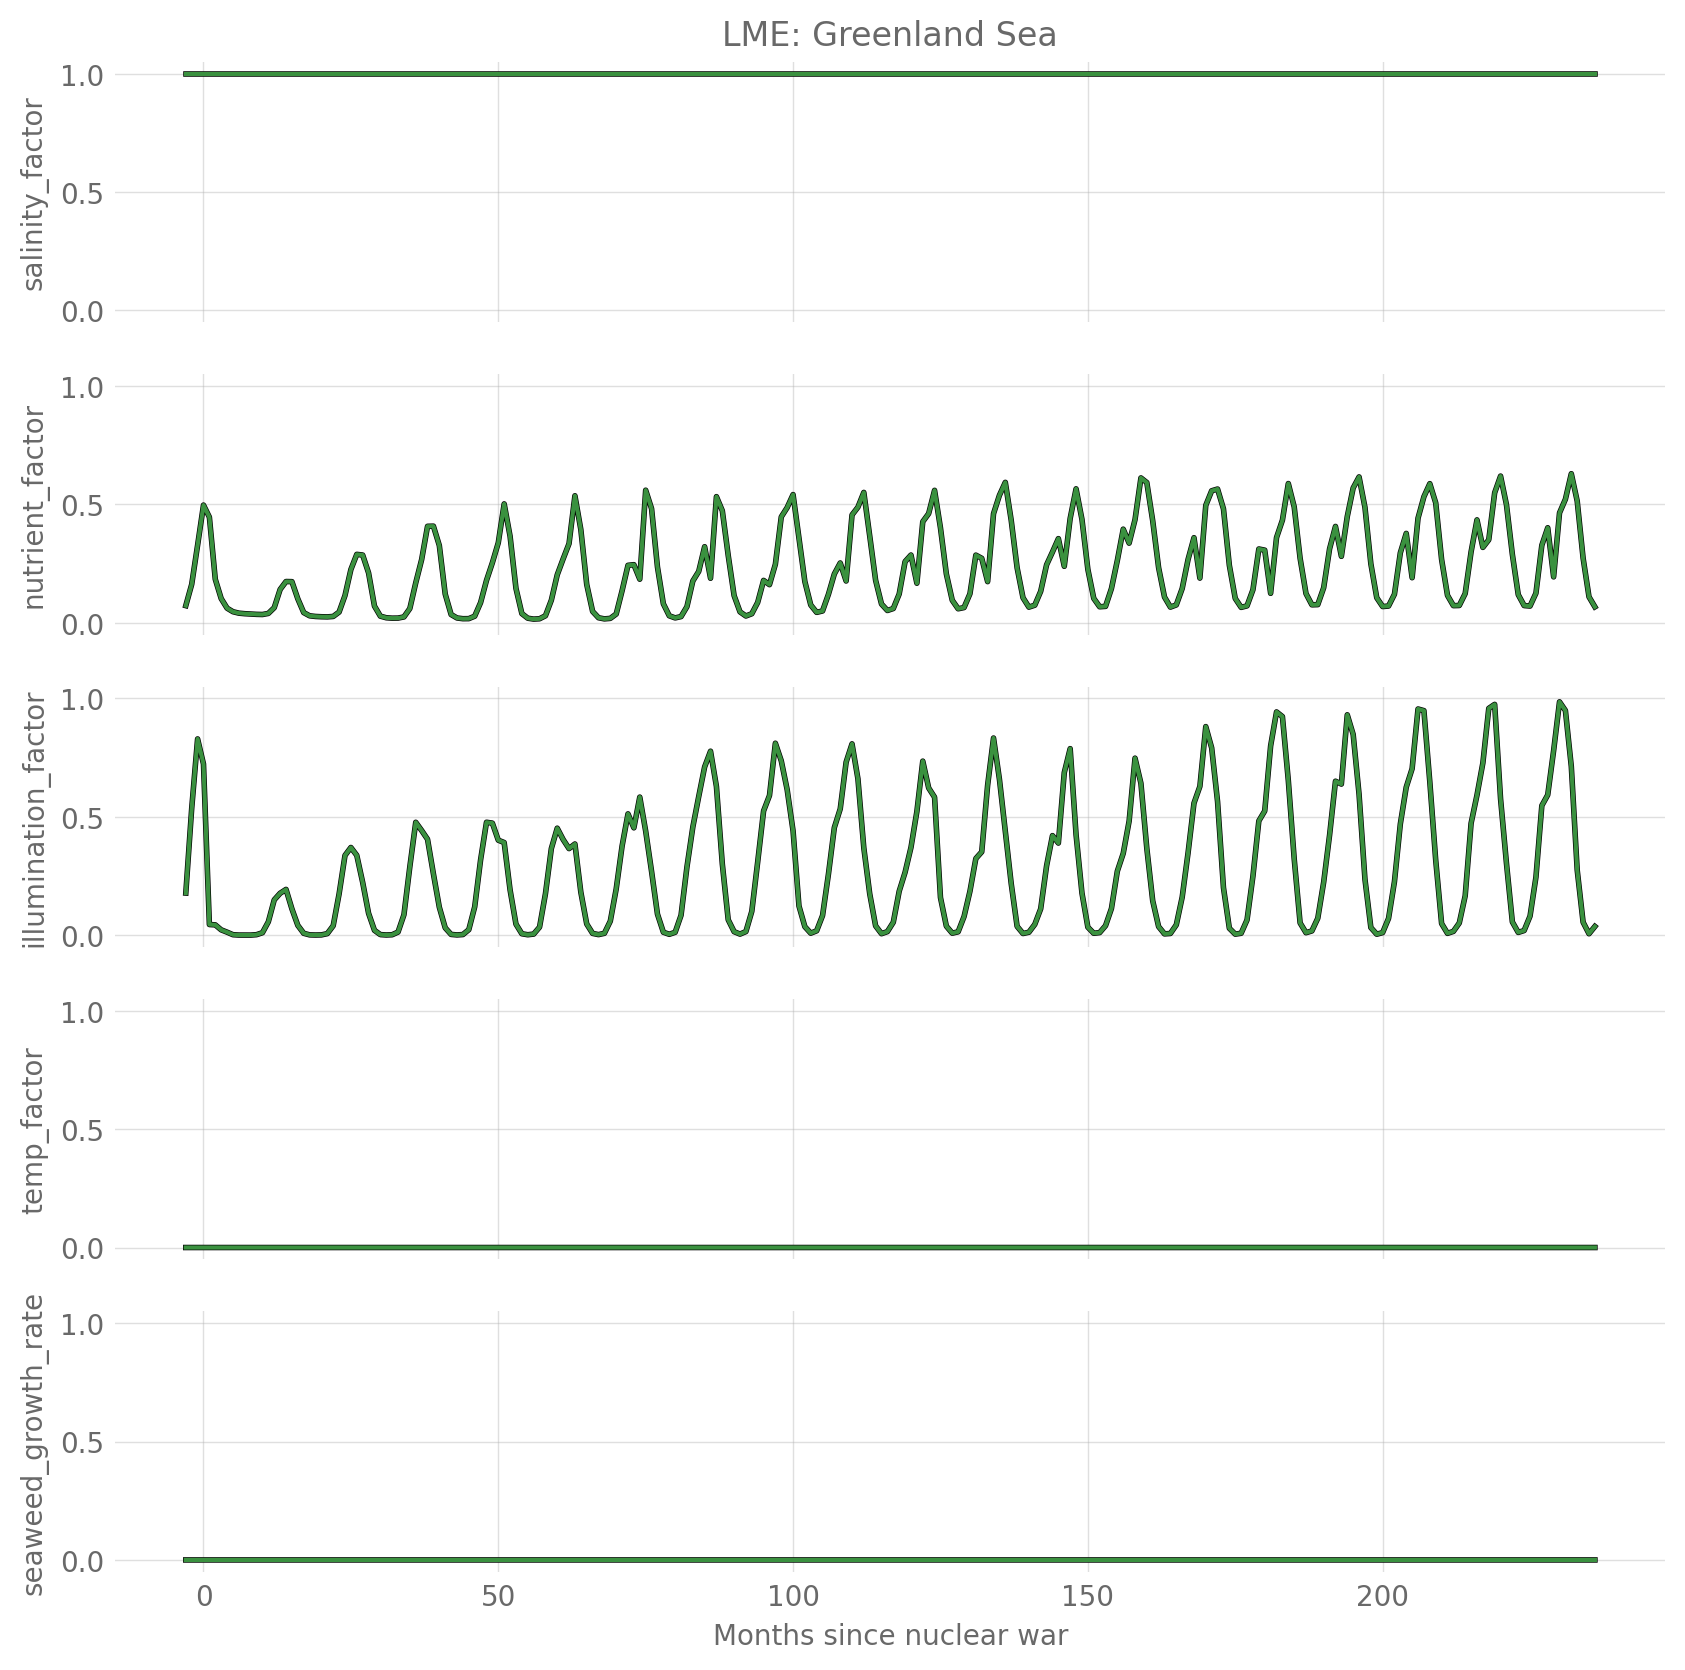 LME: Greenland Sea
1.0
0.5
0.0
salinity_factor
1.0
0.5
0.0
nutrient_factor
1.0
0.5
0.0
illumination_factor
1.0
0.5
0.0
temp_factor
1.0
0.5
0.0
seaweed_growth_rate
0 50 100 150 200
Months since nuclear war